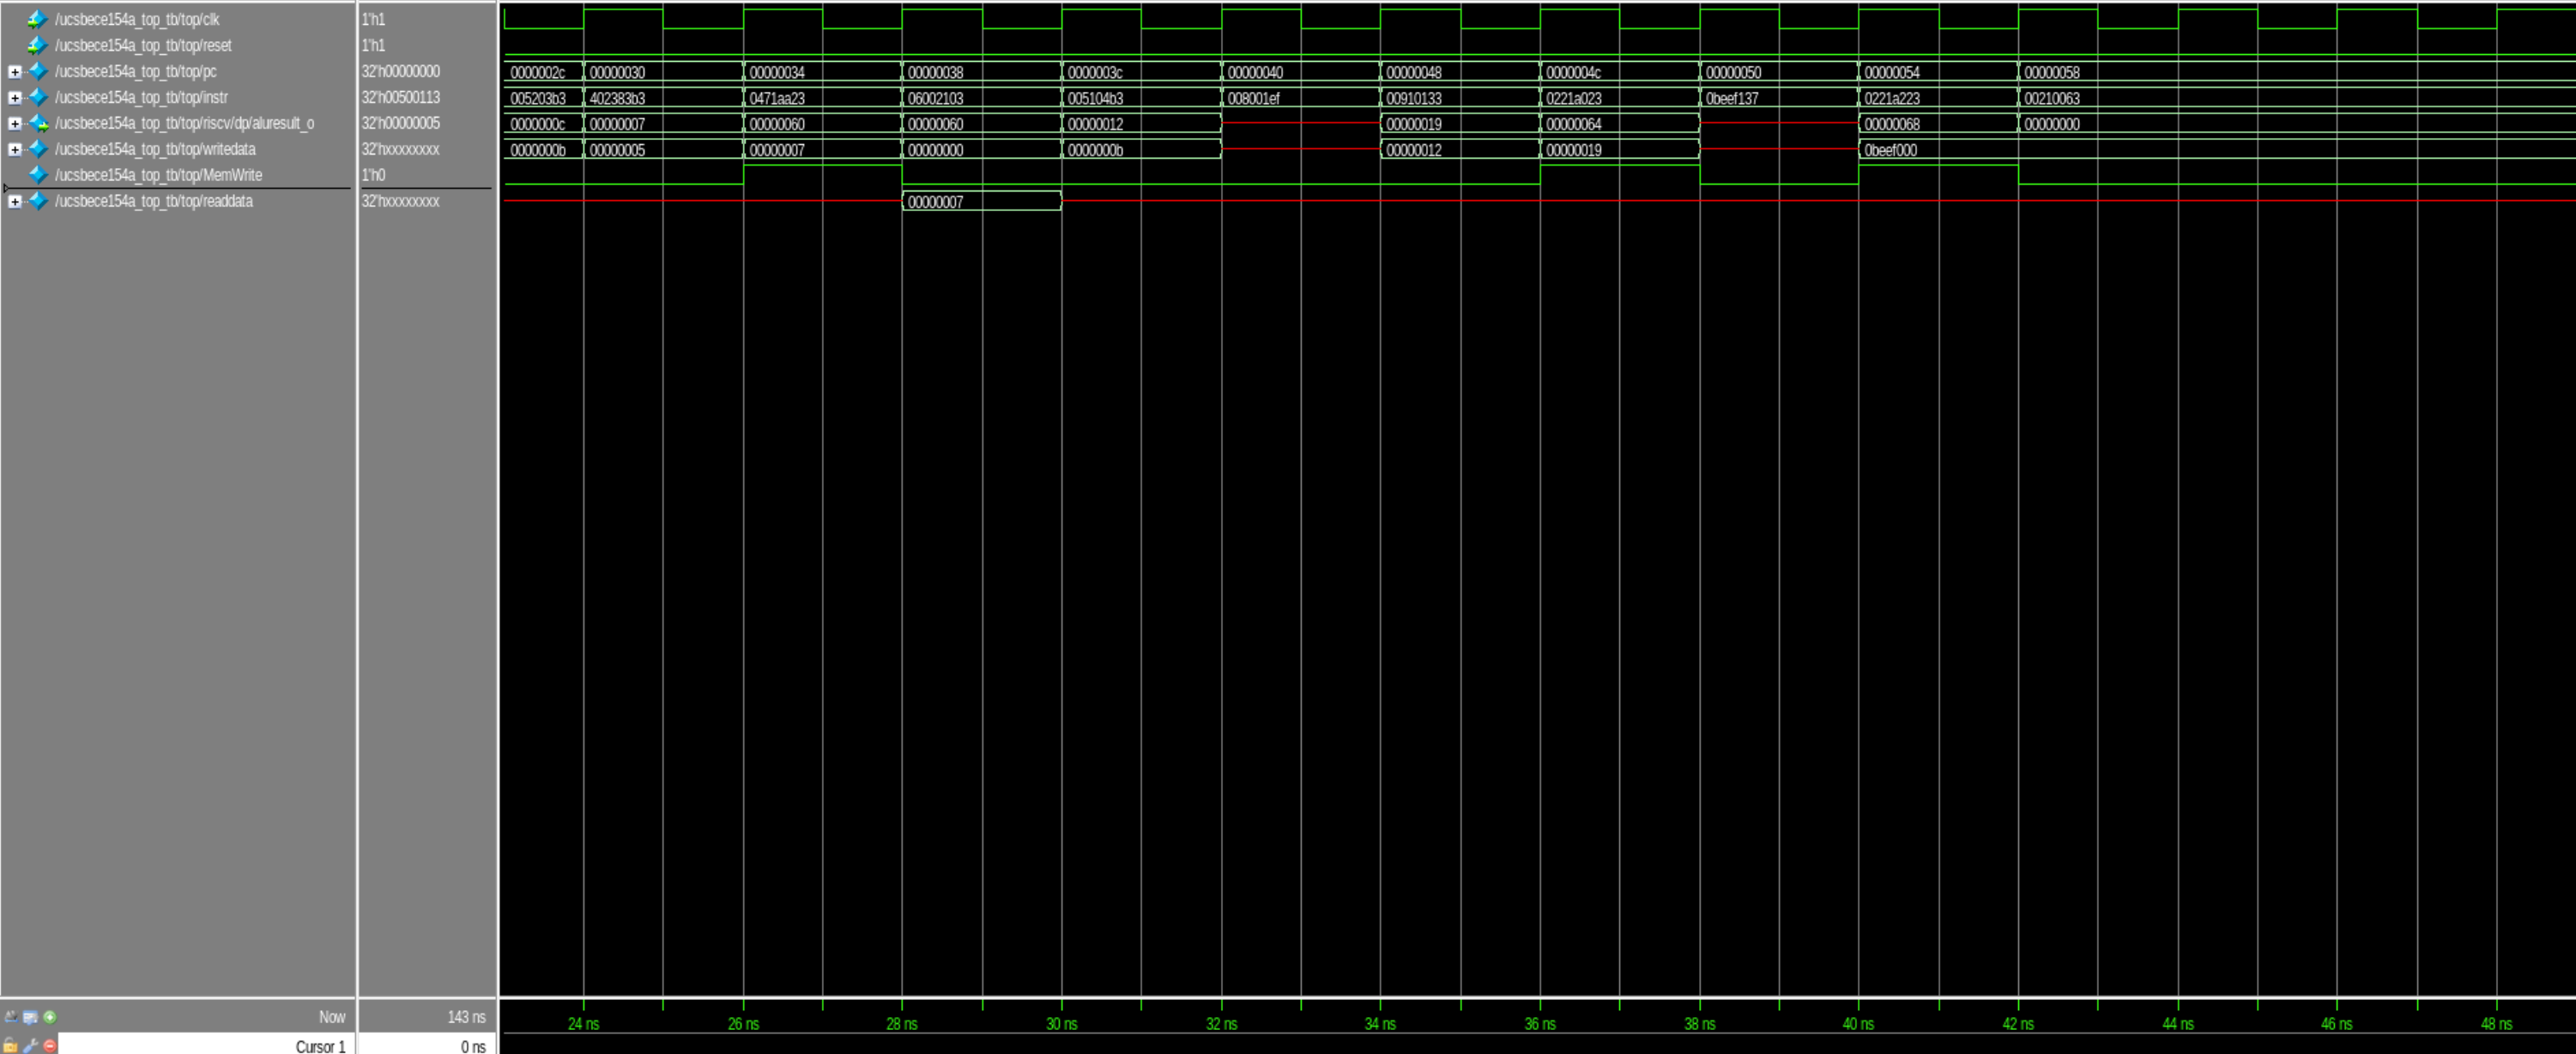 /ucsbece154a_top_tb/top/clk 1'h1
/ucsbece154a_top_tb/top/reset 1'h1
/ucsbece154a_top_tb/top/pc 32'h00000000 0000002c 00000030 00000034 00000038 0000003c 00000040 00000048 0000004c 00000050 00000054 00000058
/ucsbece154a_top_tb/top/instr 32'h00500113 005203b3 402383b3 0471aa23 06002103 005104b3 008001ef 00910133 0221a023 0beef137 0221a223 00210063
/ucsbece154a_top_tb/top/riscv/dp/aluresult_o 32'h00000005 0000000c 00000007 00000060 00000060 00000012 00000019 00000064 00000068 00000000
/ucsbece154a_top_tb/top/writedata 32'hxxxxxxxx 0000000b 00000005 00000007 00000000 0000000b 00000012 00000019 0beef000
/ucsbece154a_top_tb/top/MemWrite 1'h0
/ucsbece154a_top_tb/top/readdata 32'hxxxxxxxx 00000007
Now 143 ns 24 ns 26 ns 28 ns 30 ns 32 ns 34 ns 36 ns 38 ns 40 ns 42 ns 44 ns 46 ns 48 ns
Cursor 1 0 ns